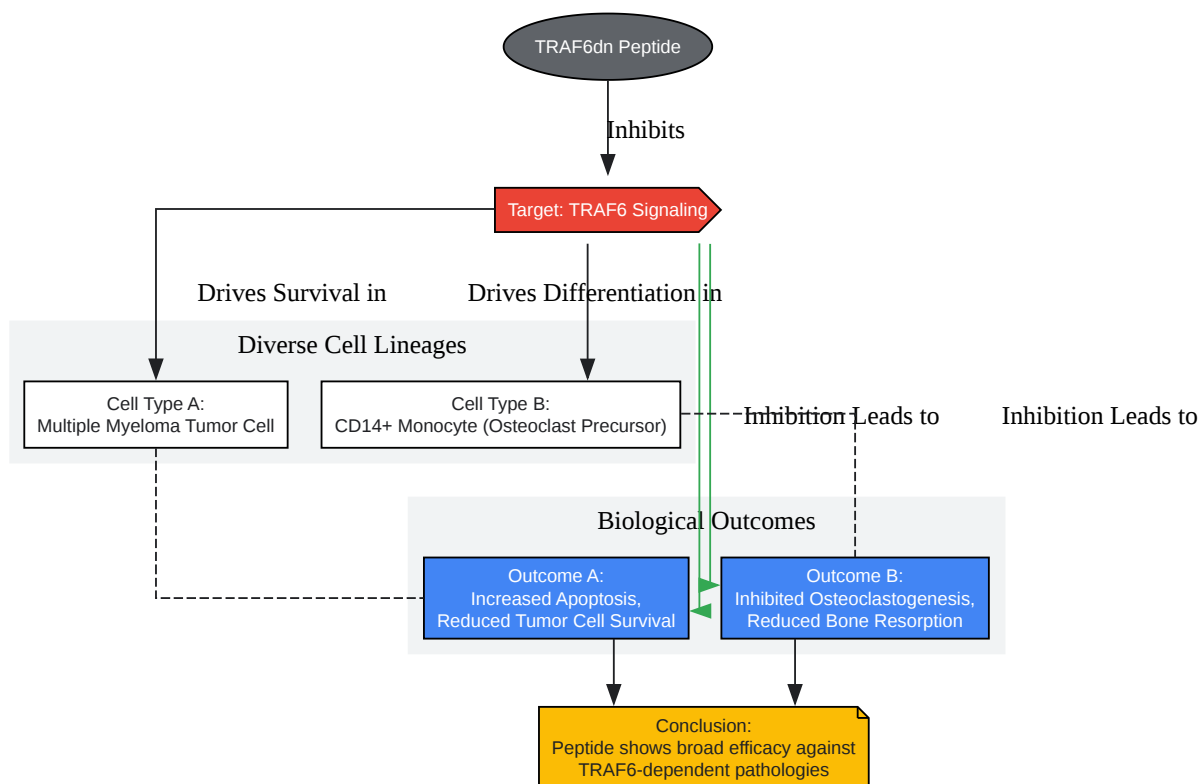 TRAF6dn Peptide
Inhibits
Target: TRAF6 Signaling
Drives Survival in
Drives Differentiation in
Diverse Cell Lineages
Cell Type A:
Multiple Myeloma Tumor Cell
Cell Type B:
CD14+ Monocyte (Osteoclast Precursor)
Inhibition Leads to
Inhibition Leads to
Biological Outcomes
Outcome A:
Increased Apoptosis,
Reduced Tumor Cell Survival
Outcome B:
Inhibited Osteoclastogenesis,
Reduced Bone Resorption
Conclusion:
Peptide shows broad efficacy against
TRAF6-dependent pathologies